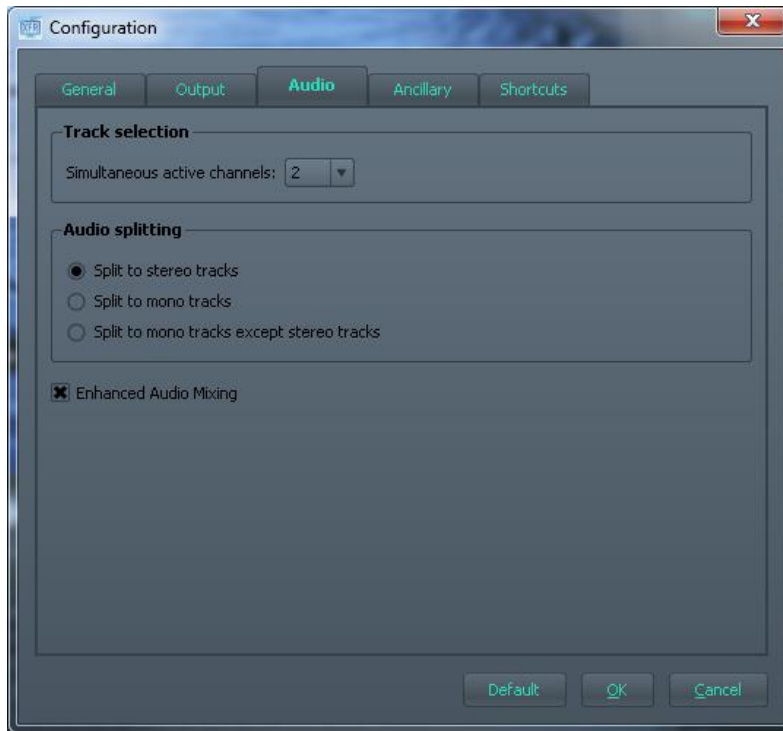 XFR
Configuration
General Output Audio Ancillary Shortcuts
Track selection
Simultaneous active channels: 2
Audio splitting
Split to stereo tracks
Split to mono tracks
Split to mono tracks except stereo tracks
Enhanced Audio Mixing
Default OK Cancel